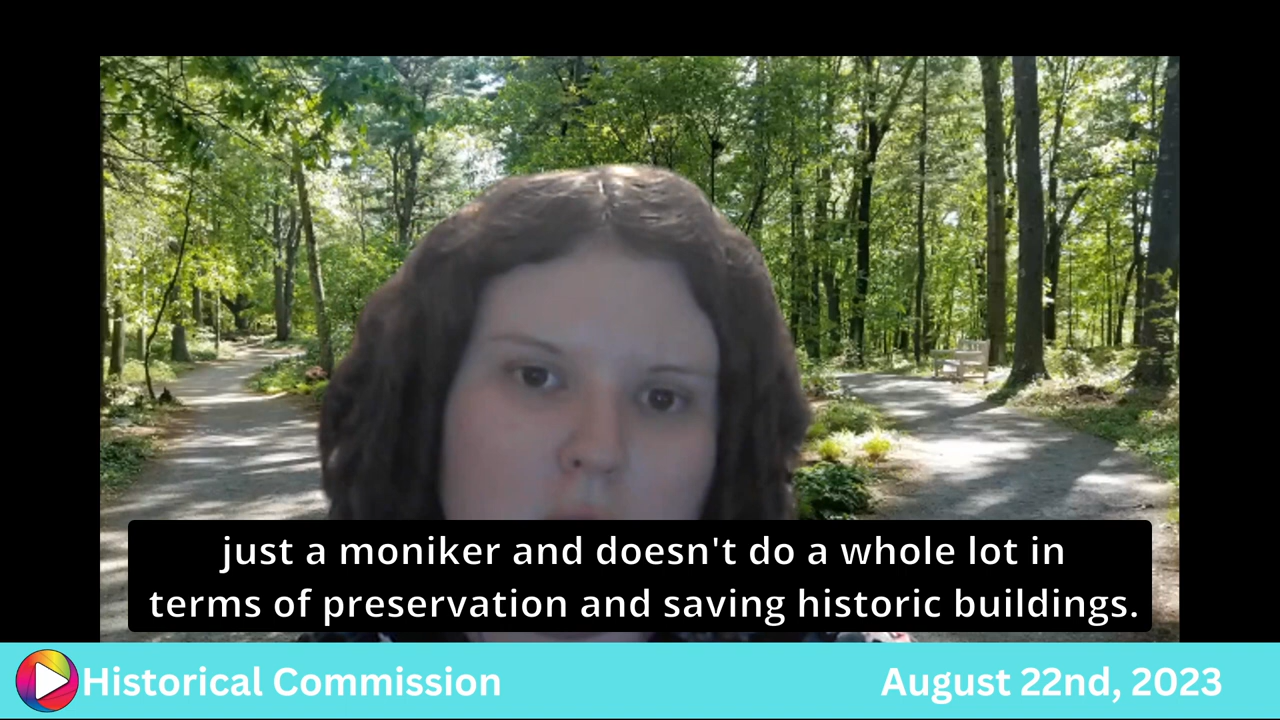 just a moniker and doesn't do a whole lot in
terms of preservation and saving historic buildings.
Historical Commission
August 22nd, 2023